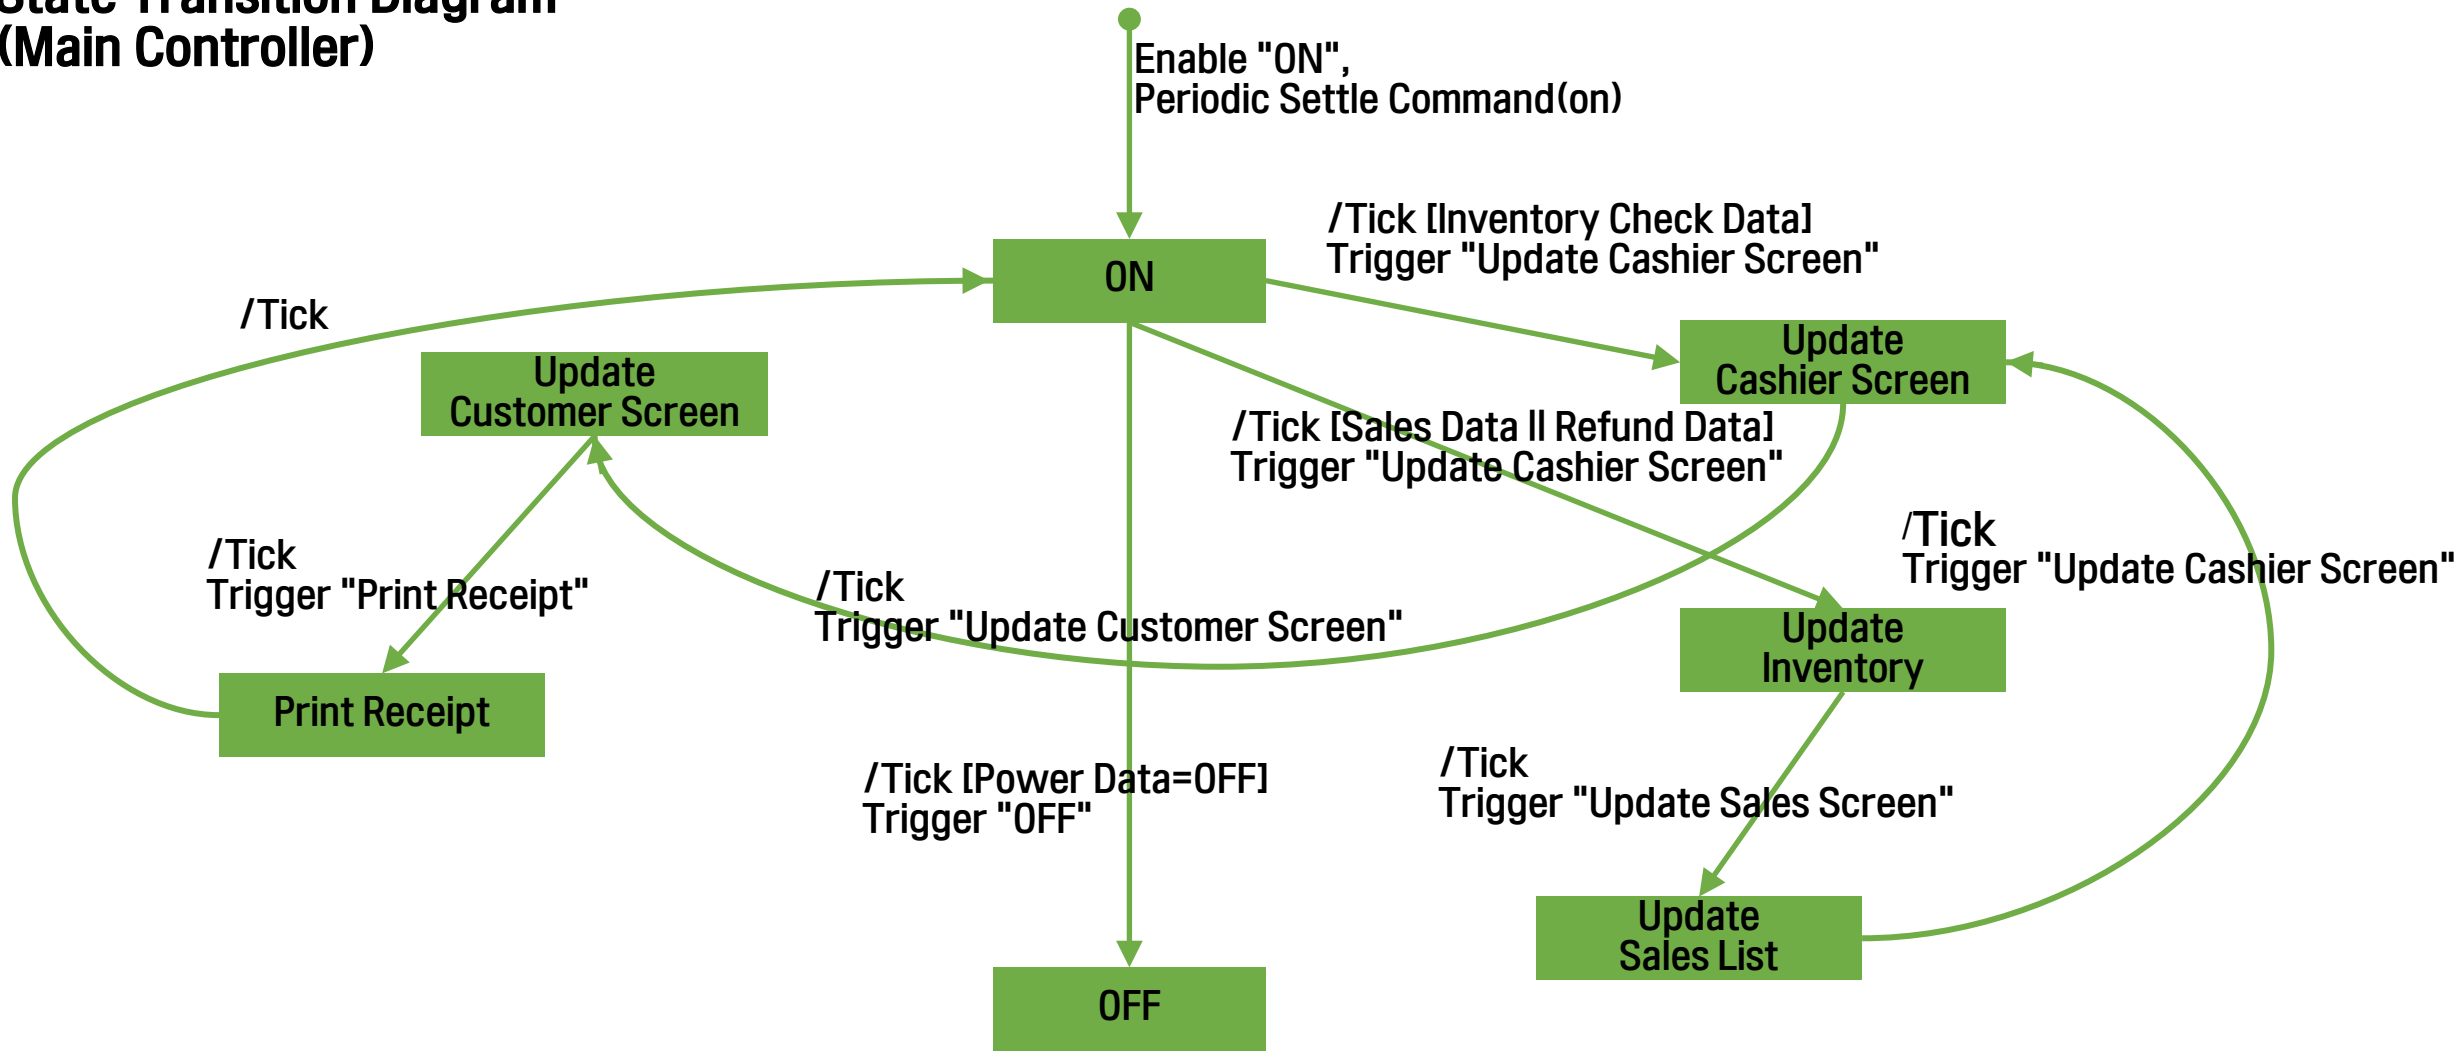 State Transition Diagram
(Main Controller)
Enable "ON",
Periodic Settle Command(on)
/Tick [Inventory Check Data]
Trigger "Update Cashier Screen"
ON
/Tick
Update
Cashier Screen
Update
Customer Screen
/Tick [Sales Data || Refund Data]
Trigger "Update Cashier Screen"
/Tick
Trigger "Update Cashier Screen"
/Tick
Trigger "Print Receipt"
/Tick
Trigger "Update Customer Screen"
Update
Inventory
Print Receipt
/Tick
Trigger "Update Sales Screen"
/Tick [Power Data=OFF]
Trigger "OFF"
Update
Sales List
OFF